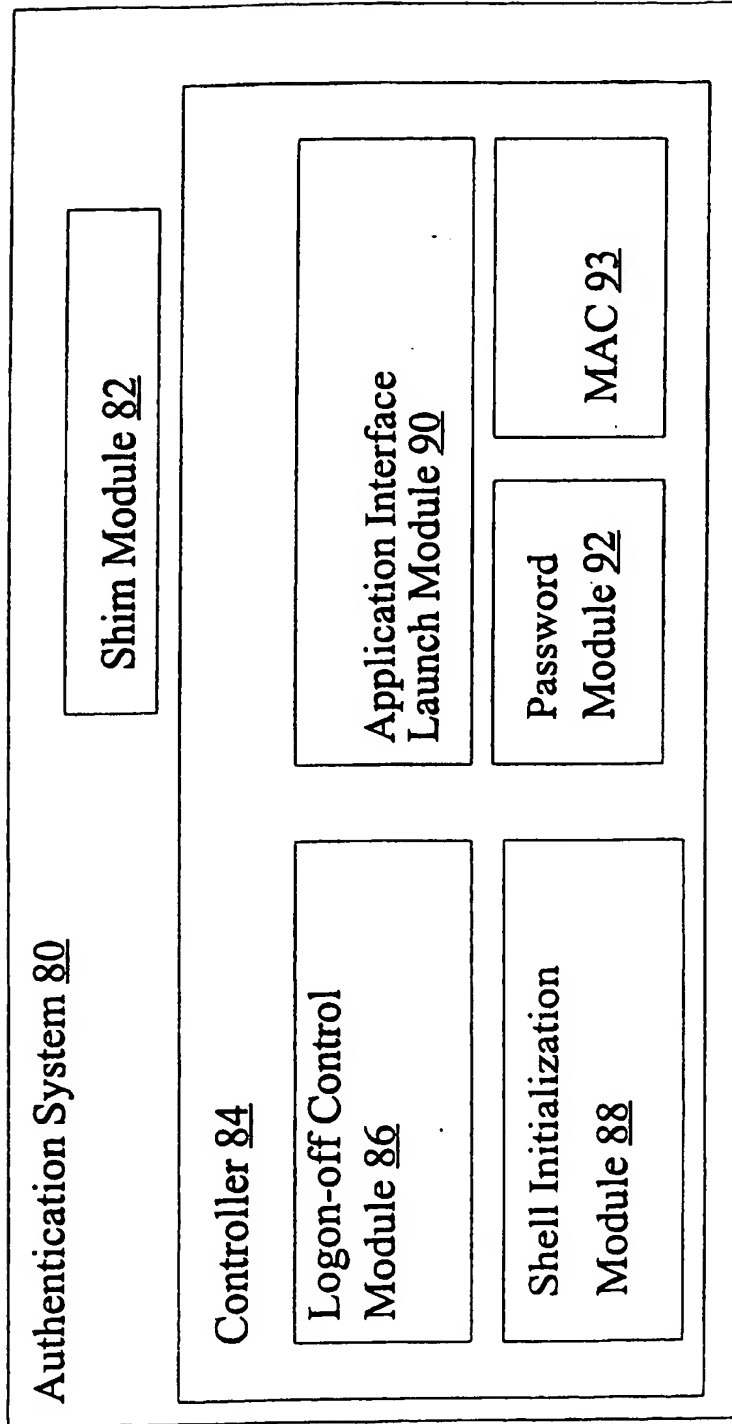 Authentication System 80
Shim Module 82
Controller 84
Logon-off Control
Module 86
Application Interface
Launch Module 90
Shell Initialization
Module 88
Password
Module 92
MAC 93